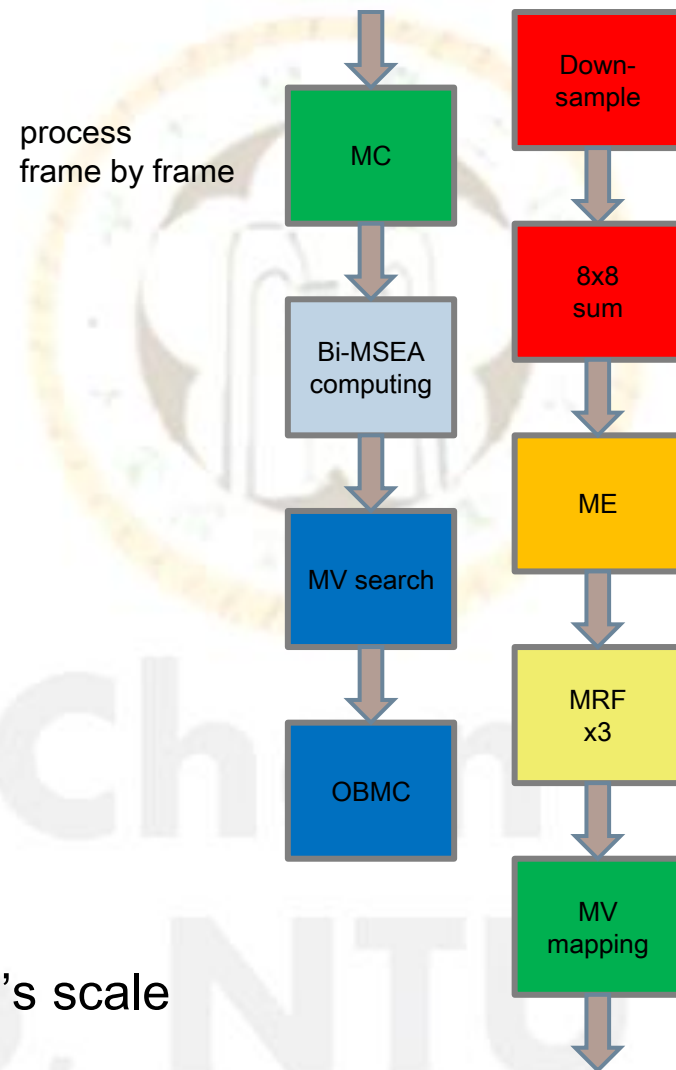 process
frame by frame
MC
Bi-MSEA
computing
MV search
OBMC
Down-
sample
8x8
sum
ME
MRF
x3
MV
mapping
's scale
NTU